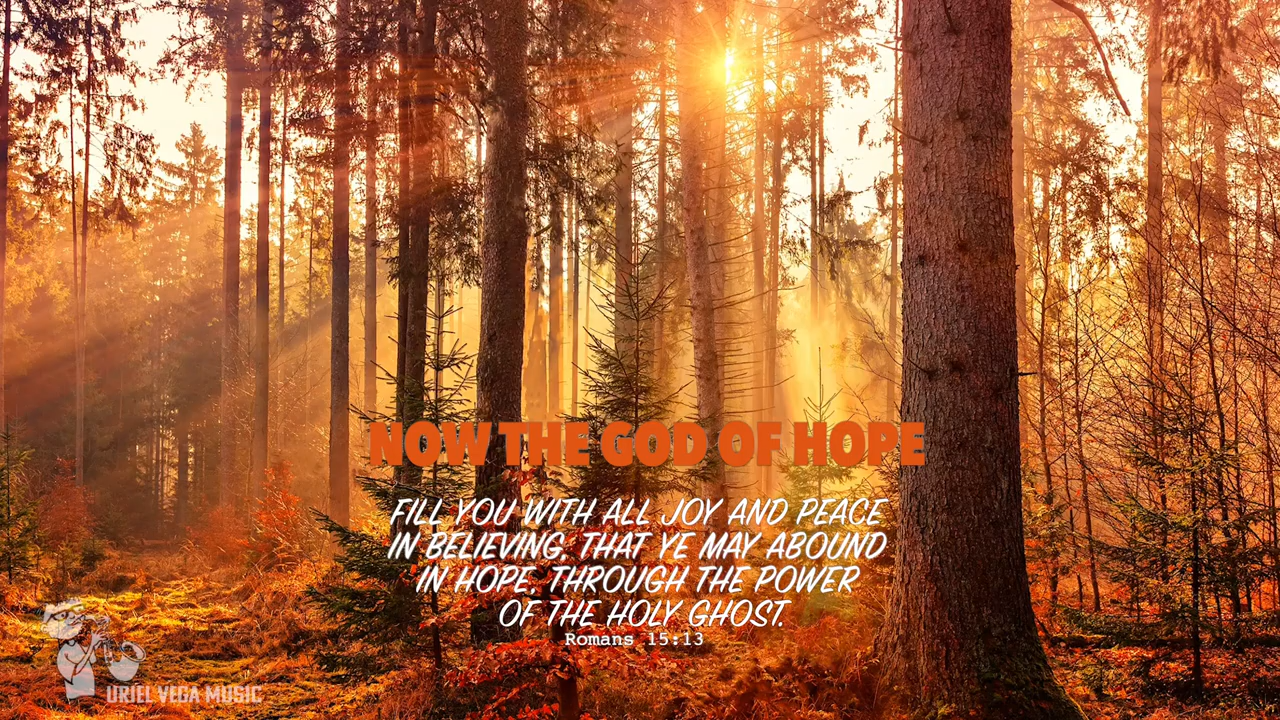 NOW THE GOD OF HOPE
FILL YOU WITH ALL JOY AND PEACE
IN BELIEVING, THAT YE MAY ABOUND
IN HOPE, THROUGH THE POWER
OF THE HOLY GHOST.
Romans 15:13
URIEL VEGA MUSIC